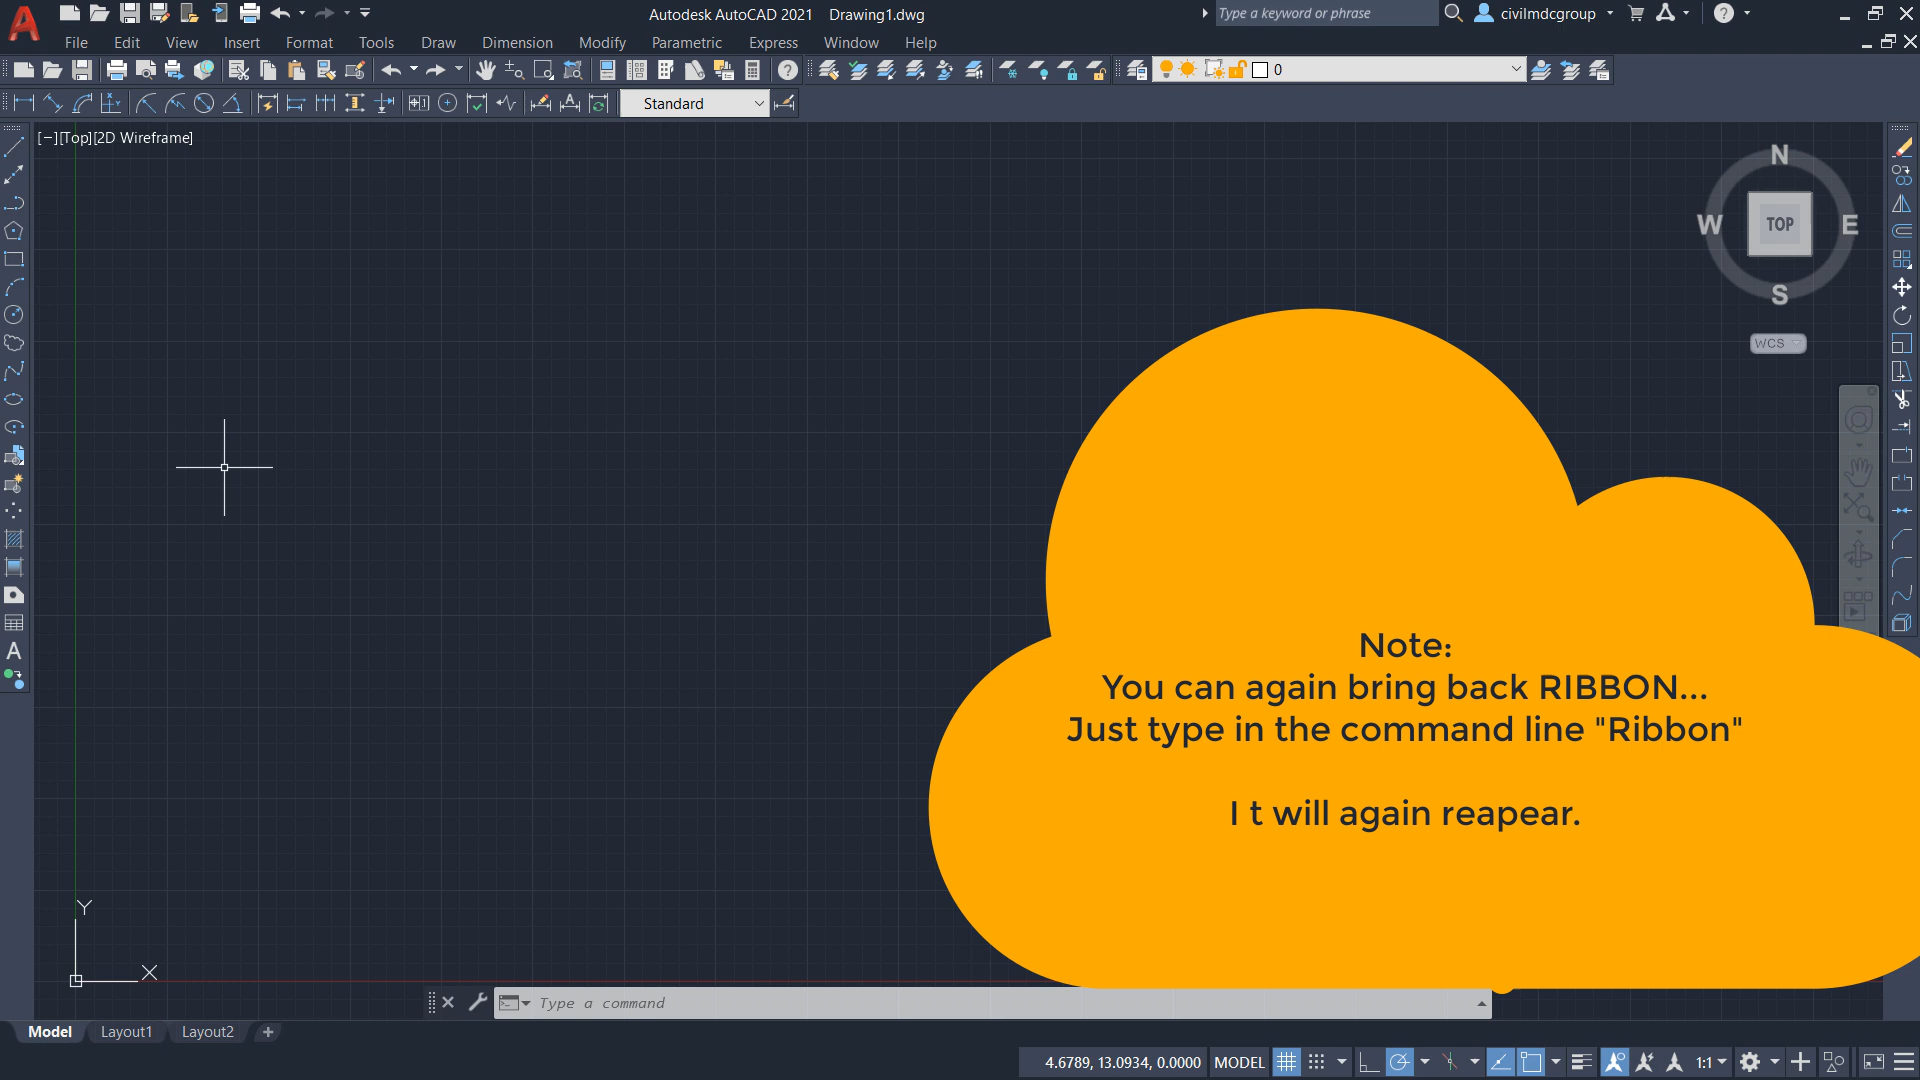 Autodesk AutoCAD 2021 Drawing1.dwg
Type a keyword or phrase
civilmdcgroup
File Edit View Insert Format Tools Draw Dimension Modify Parametric Express Window Help
0
Standard
[−][Top][2D Wireframe]
N
W TOP E
S
WCS
Note:
You can again bring back RIBBON...
Just type in the command line "Ribbon"
I t will again reapear.
A
Y
X
Type a command
Model Layout1 Layout2 +
4.6789, 13.0934, 0.0000 MODEL 1:1